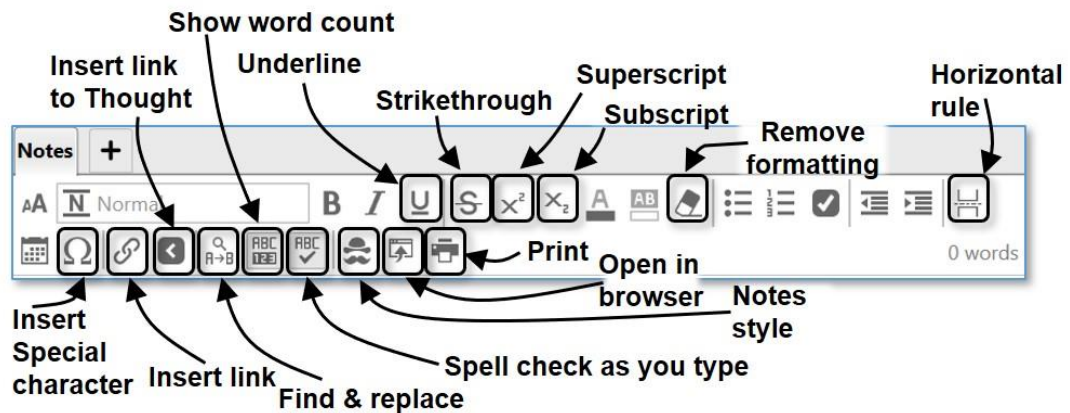 Show word count
Insert link
to Thought
Underline
Strikethrough
Superscript
Subscript
Remove
formatting
Horizontal
rule
Notes +
AA N Normal B I U S x² X₂ A AB
Ω A→B ABC 123 ABC
0 words
Print
Open in
browser
Notes
style
Insert
Special
character
Insert link
Find & replace
Spell check as you type